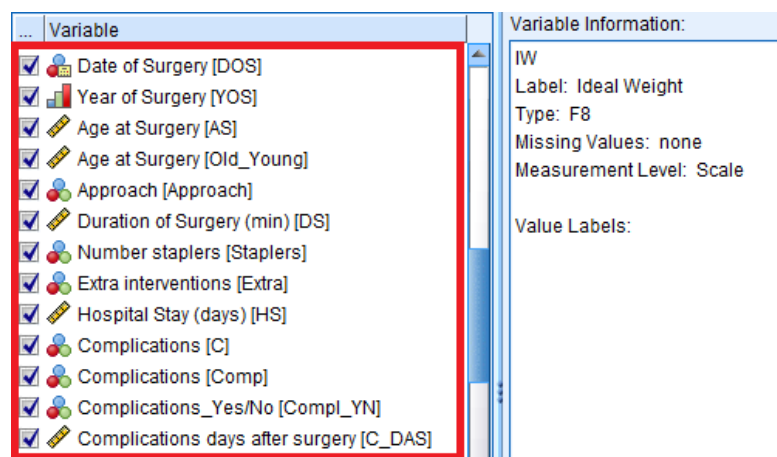 ... Variable
Date of Surgery [DOS]
Year of Surgery [YOS]
Age at Surgery [AS]
Age at Surgery [Old_Young]
Approach [Approach]
Duration of Surgery (min) [DS]
Number staplers [Staplers]
Extra interventions [Extra]
Hospital Stay (days) [HS]
Complications [C]
Complications [Comp]
Complications_Yes/No [Compl_YN]
Complications days after surgery [C_DAS]
Variable Information:
IW
Label: Ideal Weight
Type: F8
Missing Values: none
Measurement Level: Scale
Value Labels: